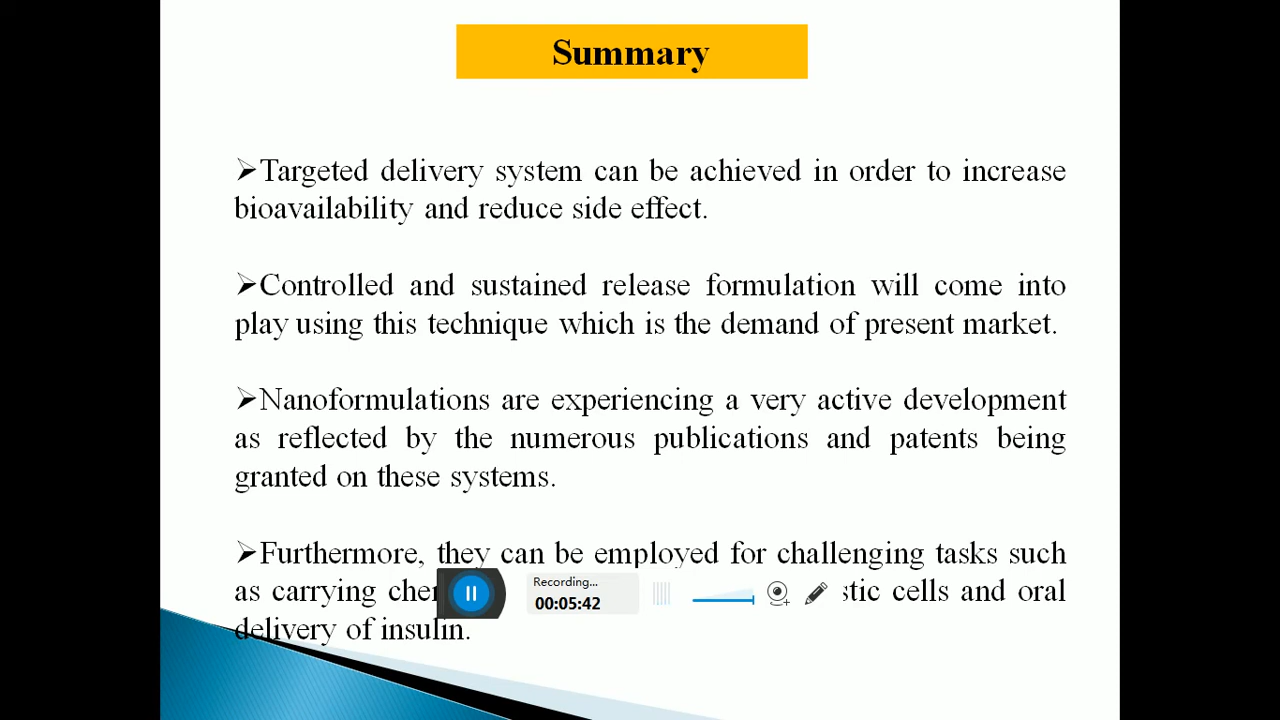 Summary
➢Targeted delivery system can be achieved in order to increase
bioavailability and reduce side effect.
➢Controlled and sustained release formulation will come into
play using this technique which is the demand of present market.
➢Nanoformulations are experiencing a very active development
as reflected by the numerous publications and patents being
granted on these systems.
➢Furthermore, they can be employed for challenging tasks such
as carrying cells and oral
Recording...
00:05:42
delivery of insulin.